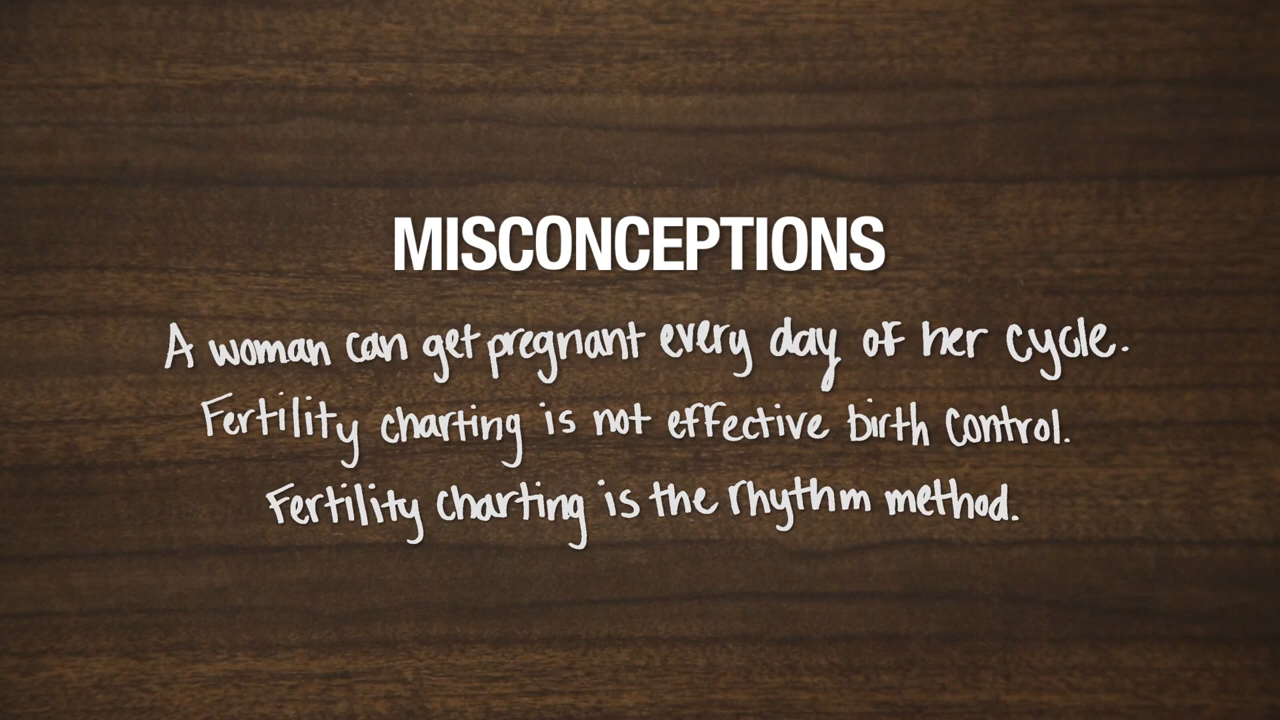 MISCONCEPTIONS
A woman can get pregnant every day of her cycle.
Fertility charting is not effective birth control.
Fertility charting is the rhythm method.